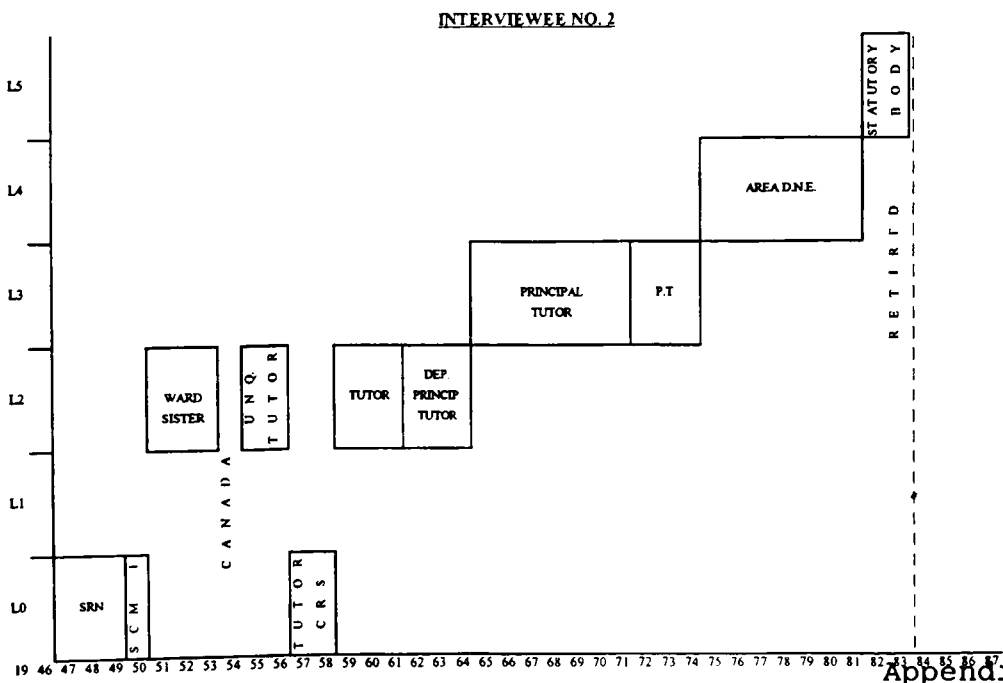 INTERVIEWEE NO. 2
L5
STATUTORY
BODY
L4
AREA D.N.E.
RETIRED
L3
PRINCIPAL
TUTOR
P.T
L2
WARD
SISTER
UNQ.
TUTOR
TUTOR
DEP.
PRINCIP
TUTOR
CANADA
L1
L0
SRN
SCM I
TUTOR
CRS
19 46 47 48 49 50 51 52 53 54 55 56 57 58 59 60 61 62 63 64 65 66 67 68 69 70 71 72 73 74 75 76 77 78 79 80 81 82 83 84 85 86 87
Append